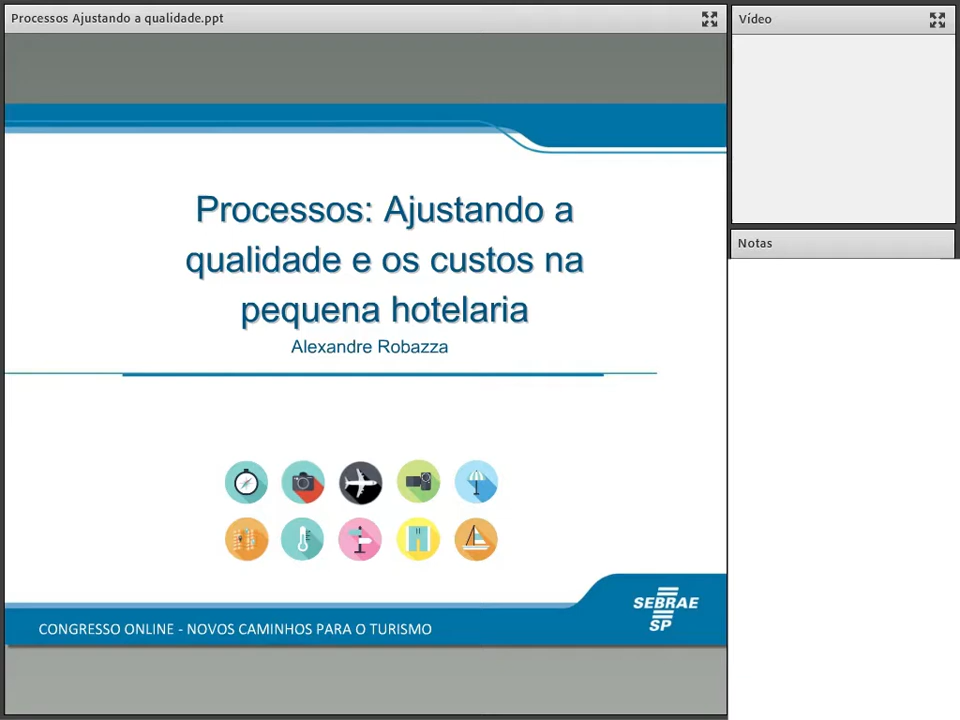 Processos Ajustando a qualidade.ppt
Vídeo
Notas
Processos: Ajustando a
qualidade e os custos na
pequena hotelaria
Alexandre Robazza
SEBRAE
SP
CONGRESSO ONLINE - NOVOS CAMINHOS PARA O TURISMO